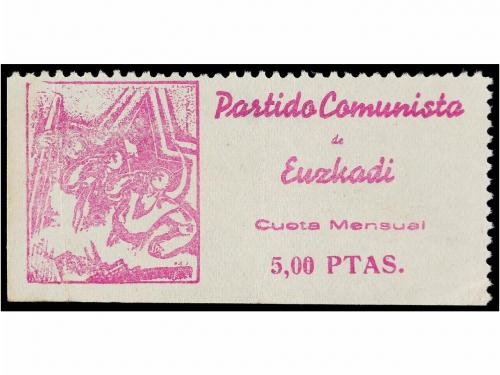 Partido Comunista
de
Euzkadi
Cuota Mensual
5,00 PTAS.